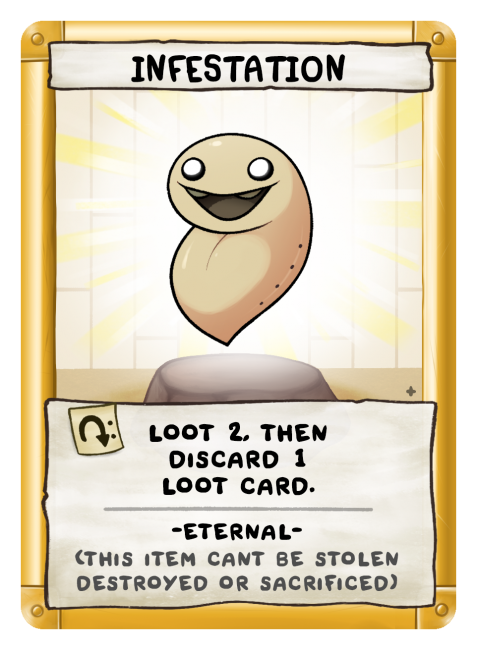 INFESTATION
LOOT 2, THEN
DISCARD 1
LOOT CARD.
-ETERNAL-
(THIS ITEM CANT BE STOLEN
DESTROYED OR SACRIFICED)